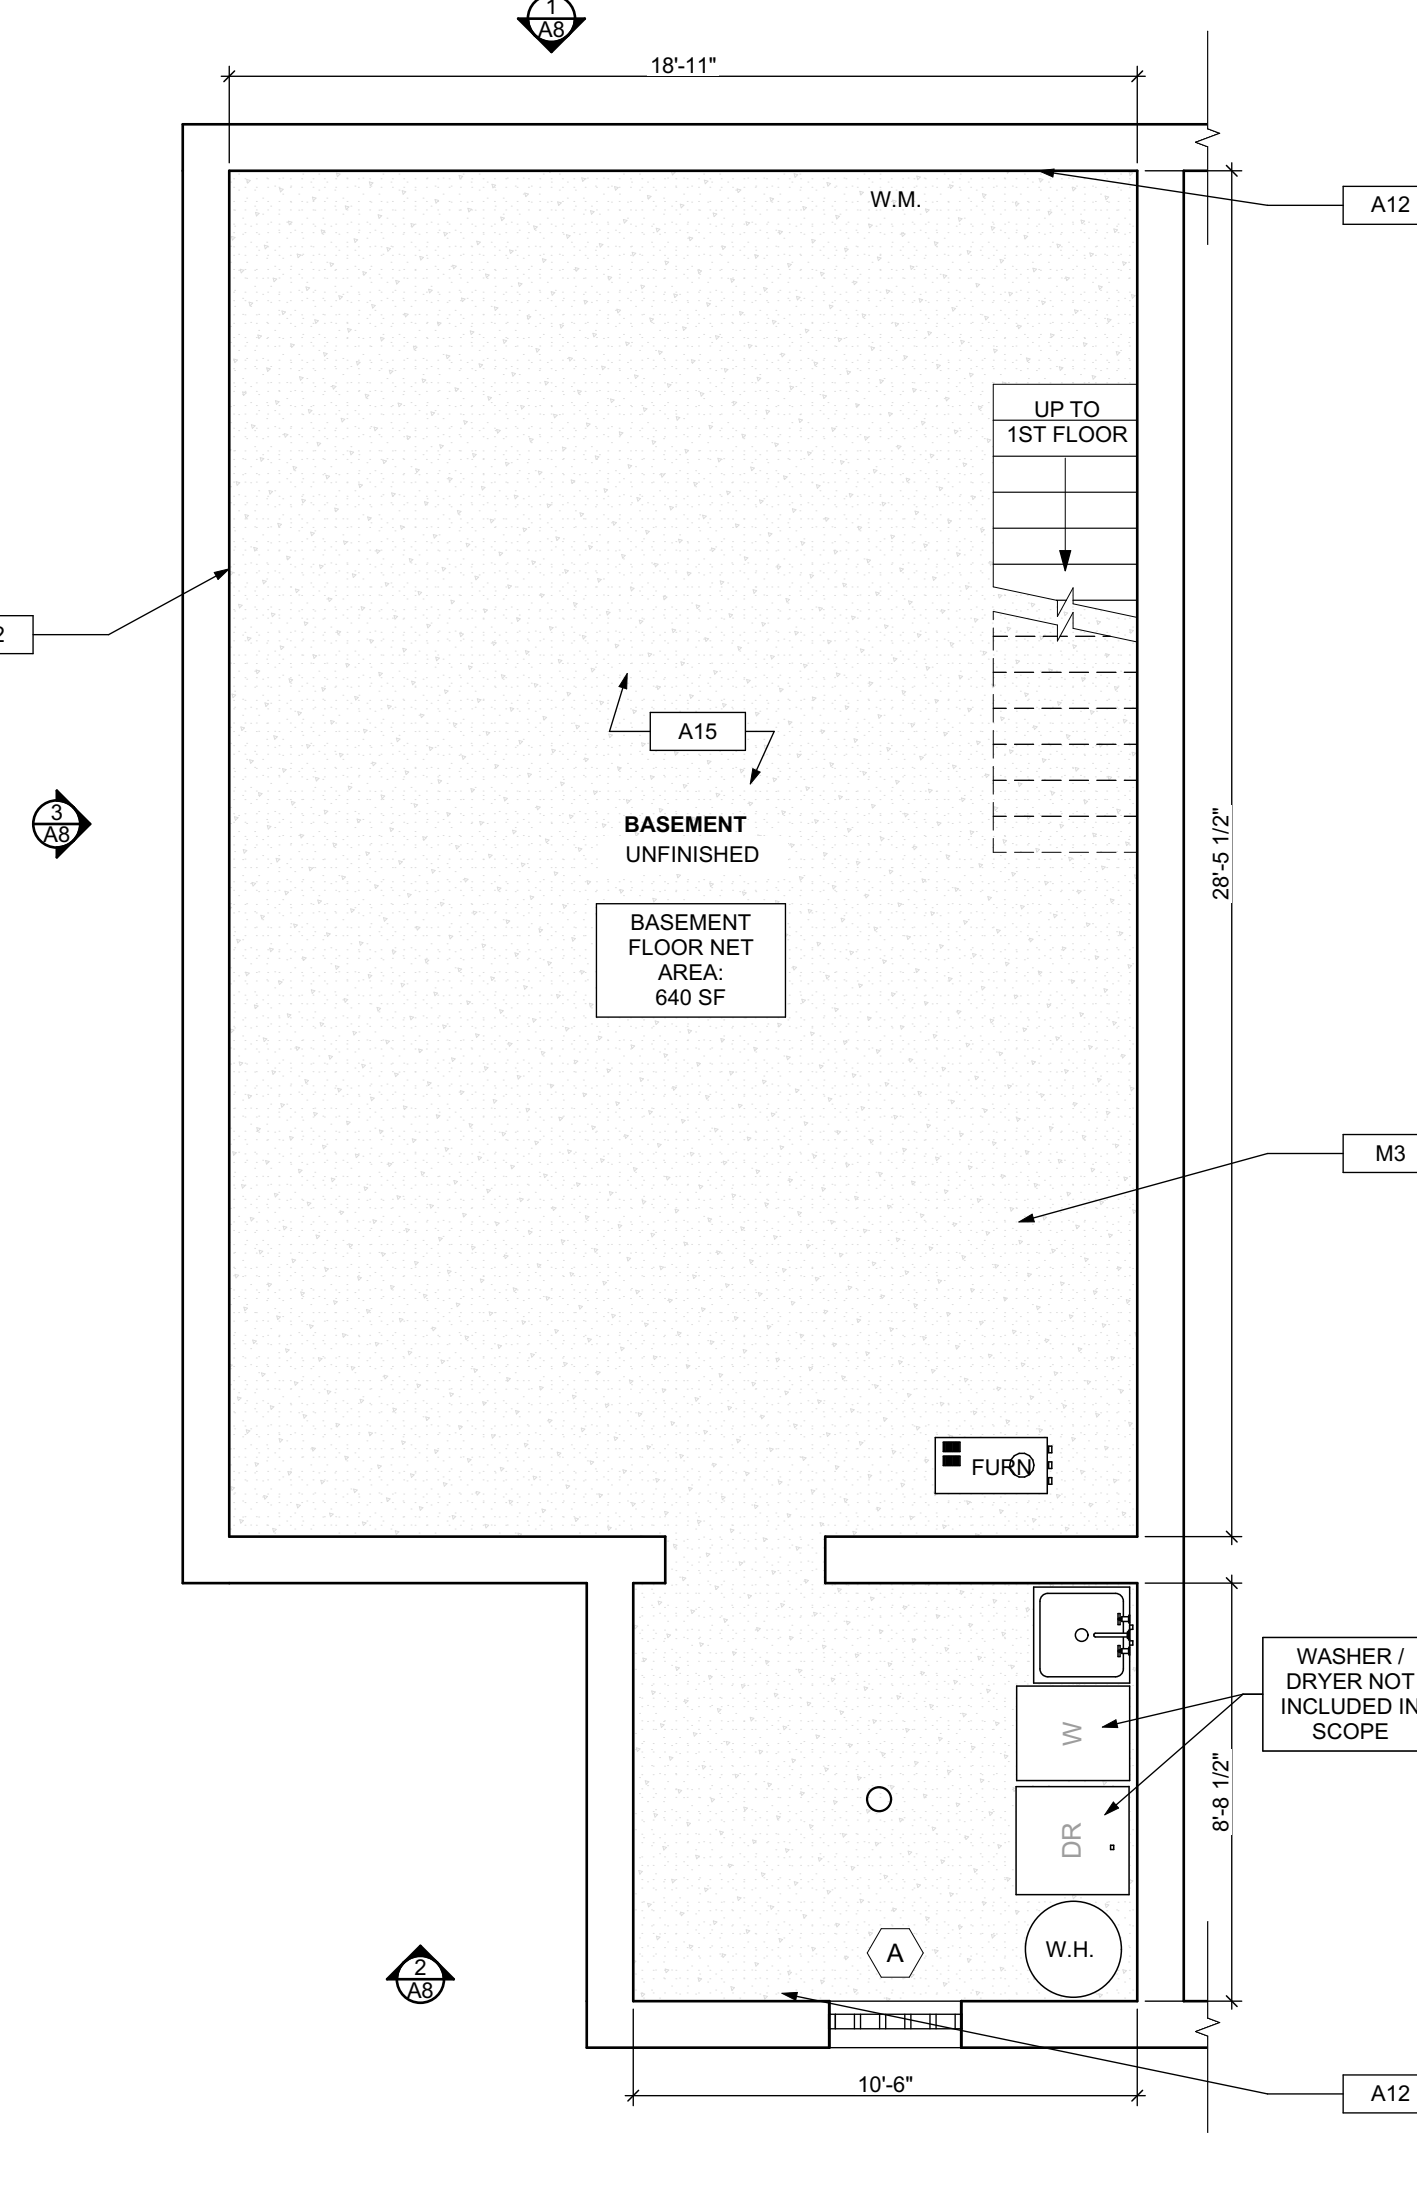 1
A8
18'-11"
W.M.
A12
UP TO
1ST FLOOR
2
A15
3
A8
BASEMENT
UNFINISHED
28'-5 1/2"
BASEMENT
FLOOR NET
AREA:
640 SF
M3
FURN
WASHER /
DRYER NOT
INCLUDED IN
SCOPE
W
8'-8 1/2"
DR
A
W.H.
2
A8
10'-6"
A12